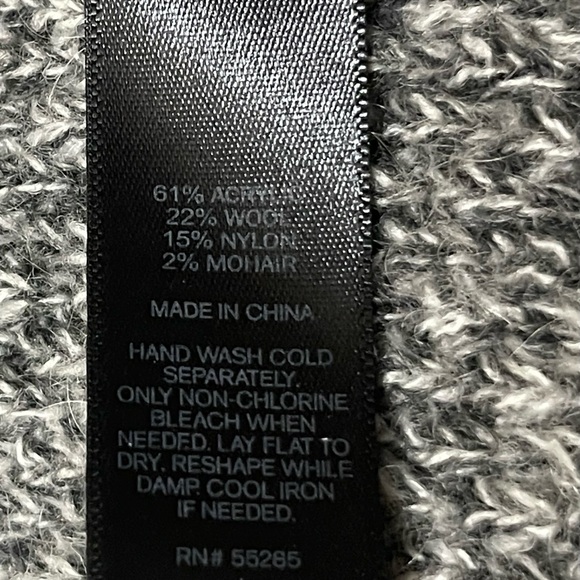 61% ACRYLIC
22% WOOL
15% NYLON
2% MOHAIR
MADE IN CHINA
HAND WASH COLD
SEPARATELY.
ONLY NON-CHLORINE
BLEACH WHEN
NEEDED. LAY FLAT TO
DRY. RESHAPE WHILE
DAMP. COOL IRON
IF NEEDED.
RN# 55285